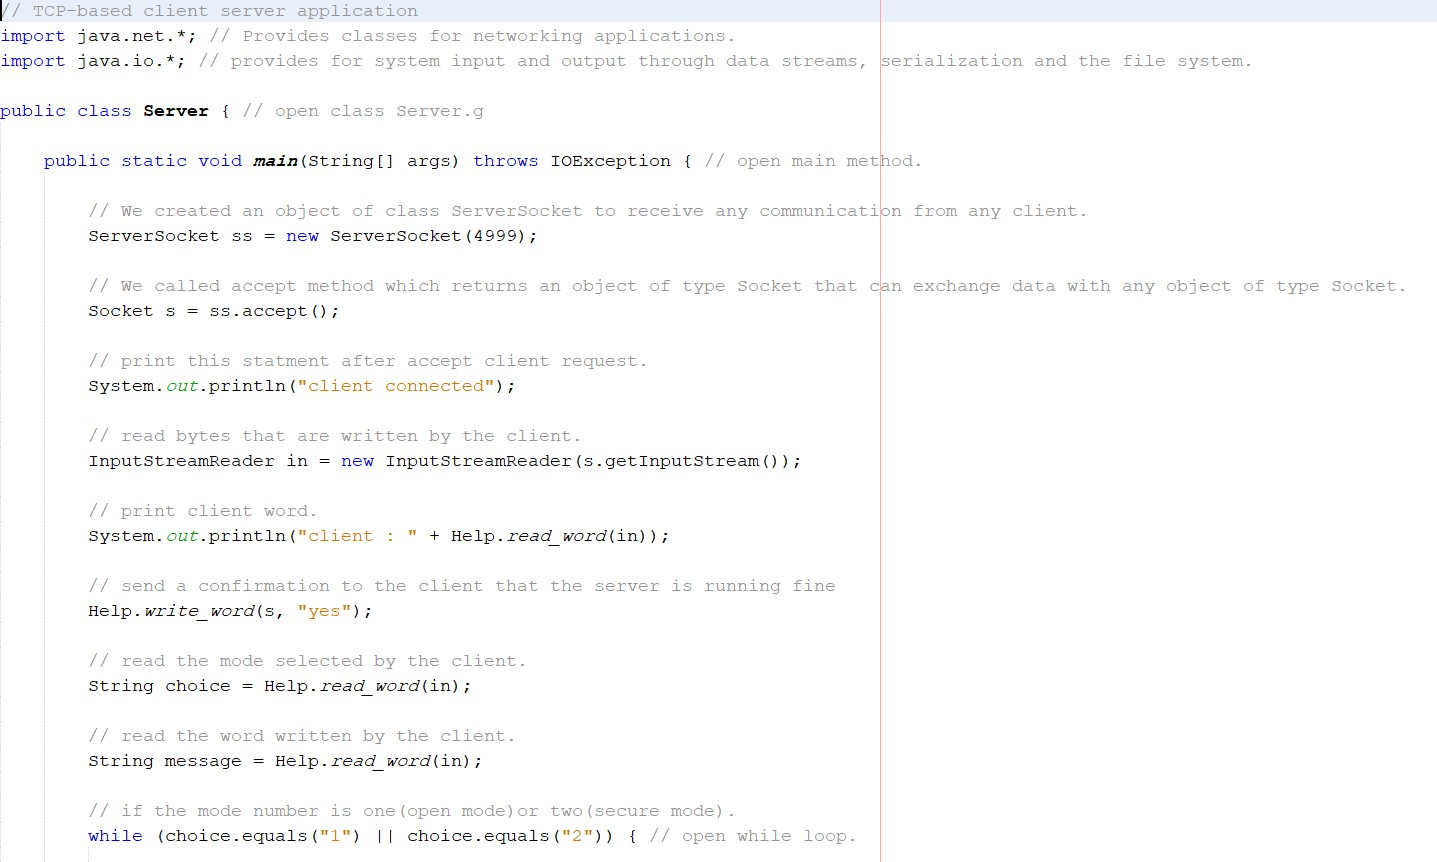 // TCP-based client server application
import java.net.*; // Provides classes for networking applications.
import java.io.*; // provides for system input and output through data streams, serialization and the file system.
public class Server { // open class Server.g
public static void main(String[] args) throws IOException { // open main method.
// We created an object of class ServerSocket to receive any communication from any client.
ServerSocket ss = new ServerSocket(4999);
// We called accept method which returns an object of type Socket that can exchange data with any object of type Socket.
Socket s = ss.accept();
// print this statment after accept client request.
System.out.println("client connected");
// read bytes that are written by the client.
InputStreamReader in = new InputStreamReader(s.getInputStream());
// print client word.
System.out.println("client : " + Help.read_word(in));
// send a confirmation to the client that the server is running fine
Help.write_word(s, "yes");
// read the mode selected by the client.
String choice = Help.read_word(in);
// read the word written by the client.
String message = Help.read_word(in);
// if the mode number is one(open mode)or two(secure mode).
while (choice.equals("1") || choice.equals("2")) { // open while loop.